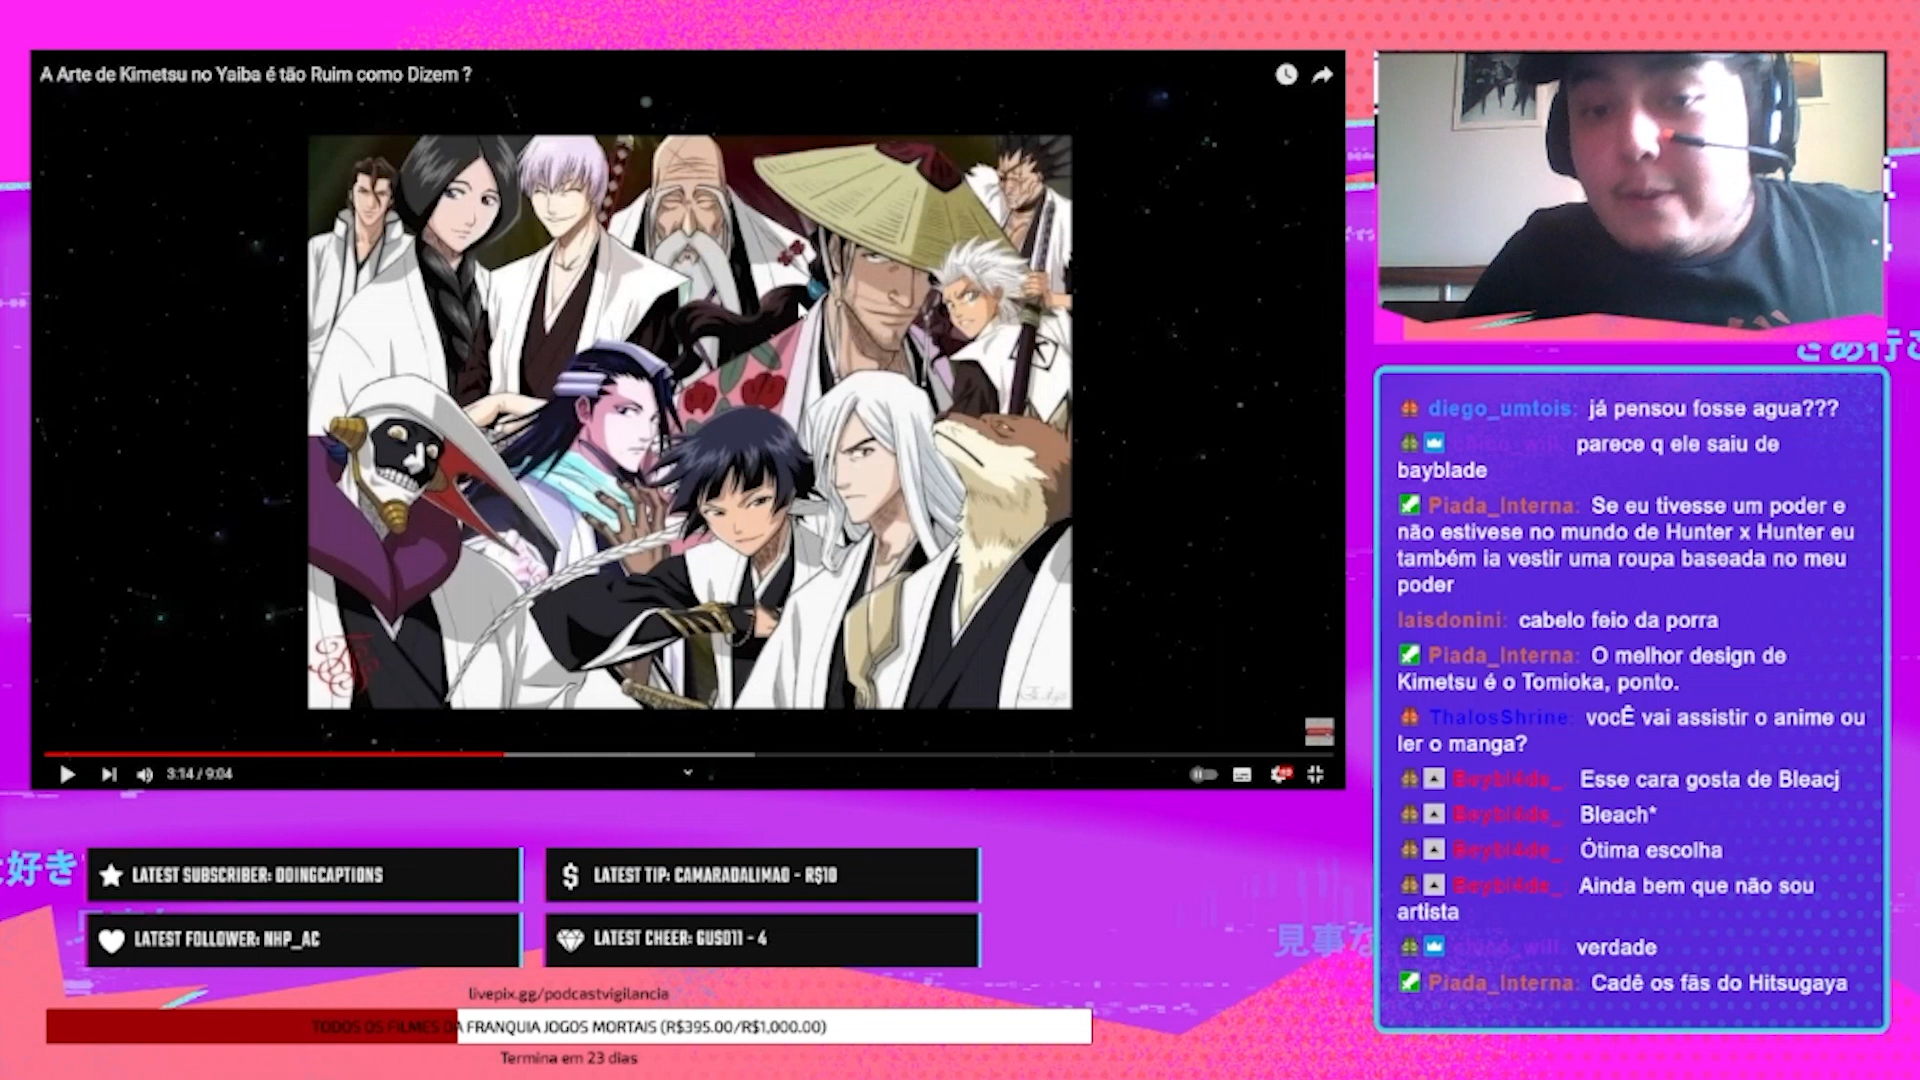 A Arte de Kimetsu no Yaiba é tão Ruim como Dizem ?
3:14 / 9:04
diego_umtois: já pensou fosse agua???
parece q ele saiu de
bayblade
Piada_Interna: Se eu tivesse um poder e
não estivese no mundo de Hunter x Hunter eu
também ia vestir uma roupa baseada no meu
poder
laisdonini: cabelo feio da porra
Piada_Interna: O melhor design de
Kimetsu é o Tomioka, ponto.
ThalosShrine: vocÊ vai assistir o anime ou
ler o manga?
Esse cara gosta de Bleacj
Bleach*
Ótima escolha
Ainda bem que não sou
artista
verdade
Piada_Interna: Cadê os fãs do Hitsugaya
LATEST SUBSCRIBER: DOINGCAPTIONS
LATEST TIP: CAMARADALIMAO - R$10
LATEST FOLLOWER: NHP_AC
LATEST CHEER: GUS011 - 4
livepix.gg/podcastvigilancia
TODOS OS FILMES DA FRANQUIA JOGOS MORTAIS (R$395.00/R$1,000.00)
Termina em 23 dias
好き
見事な